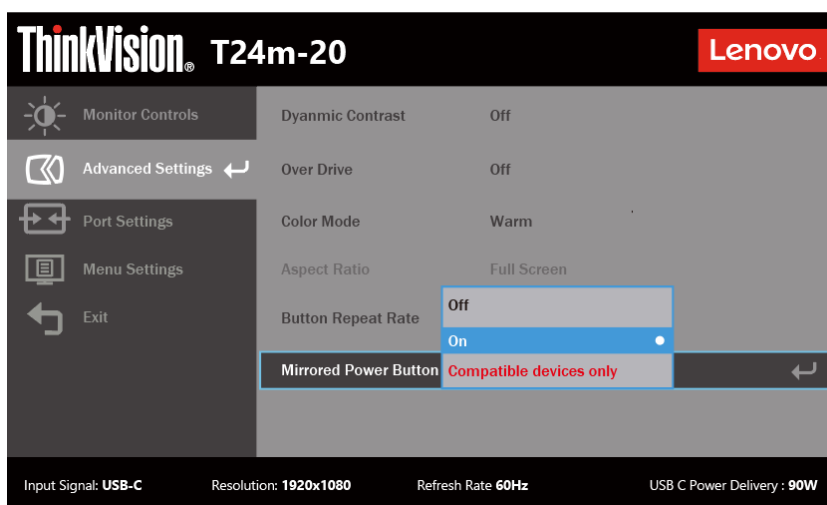 ThinkVision® T24m-20 Lenovo
Monitor Controls Dyanmic Contrast Off
Advanced Settings Over Drive Off
Port Settings Color Mode Warm
Menu Settings Aspect Ratio Full Screen
Off
Exit Button Repeat Rate
On
Mirrored Power Button Compatible devices only
Input Signal: USB-C Resolution: 1920x1080 Refresh Rate 60Hz USB C Power Delivery : 90W